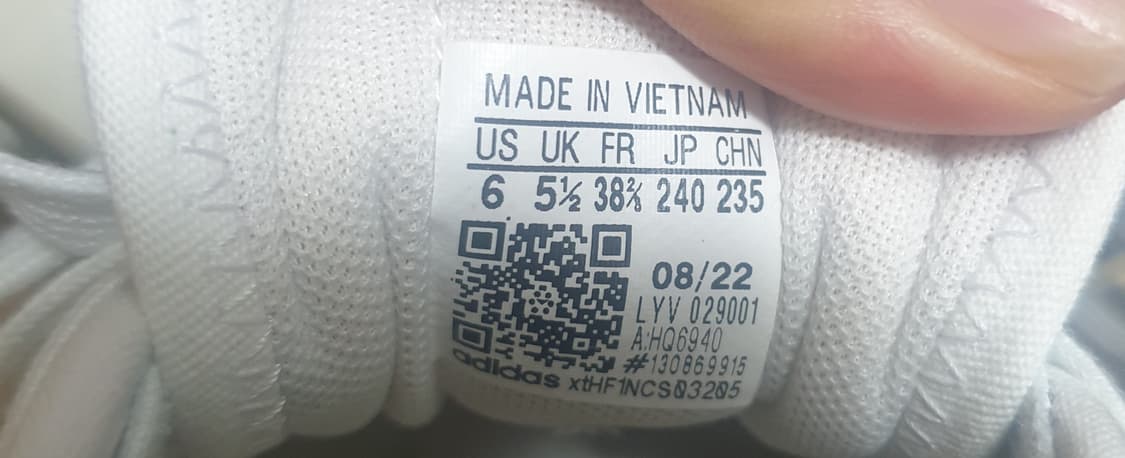 MADE IN VIETNAM
US UK FR JP CHN
6 5½ 38⅔ 240 235
08/22
LYV 029001
A:HQ6940
#130869915
adidas xtHF1NCS03205